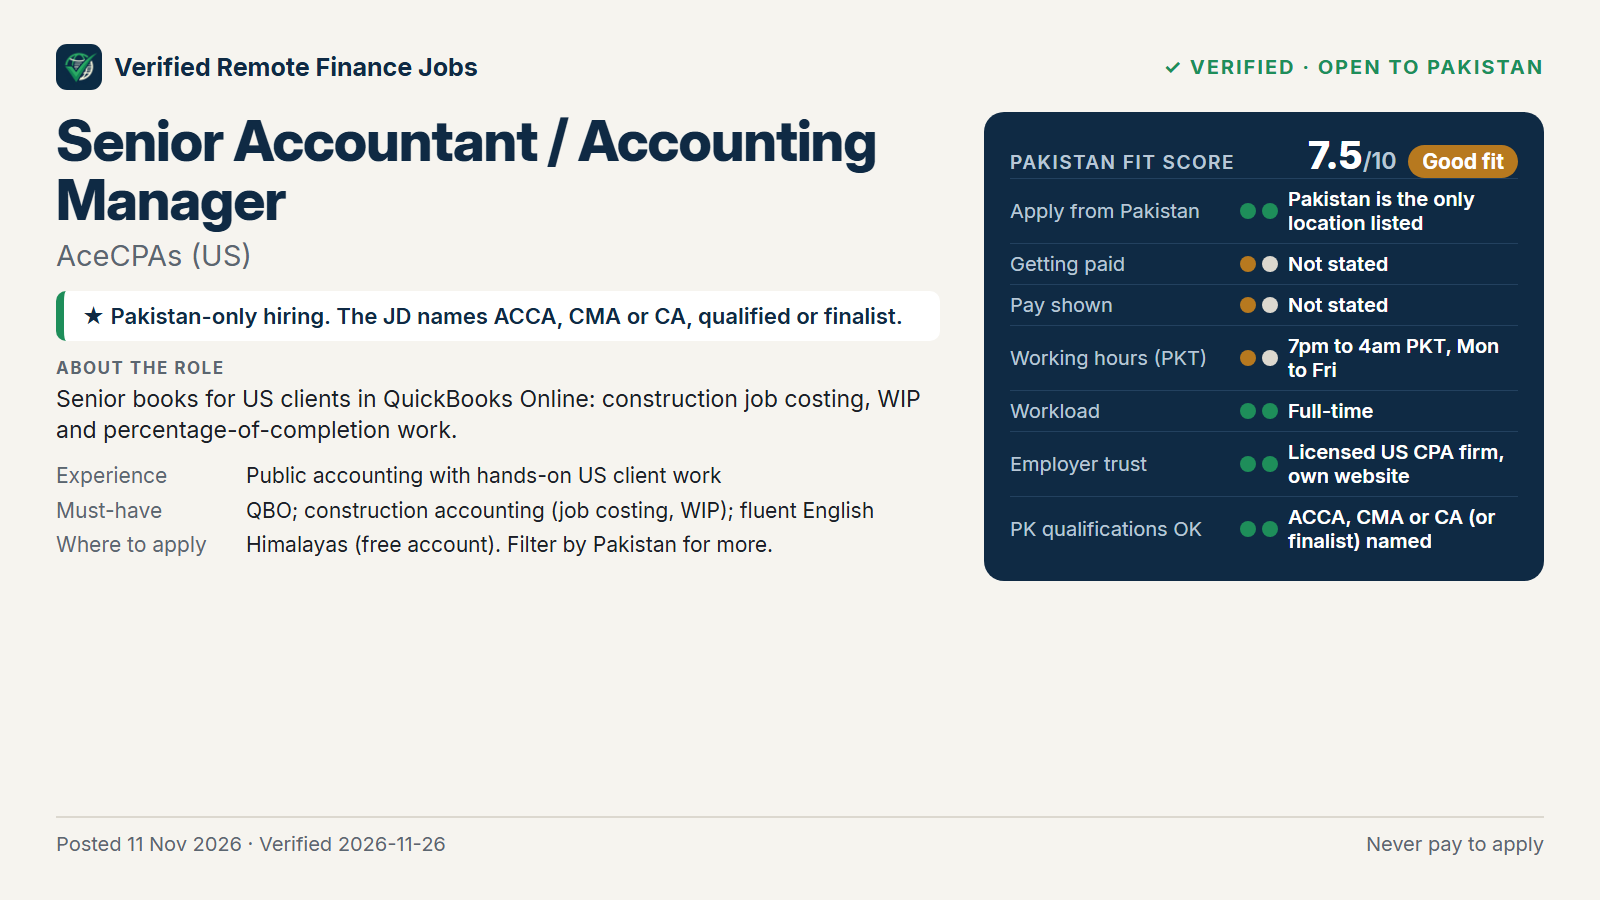 Verified Remote Finance Jobs
✓ VERIFIED · OPEN TO PAKISTAN
Senior Accountant / Accounting
Manager
AceCPAs (US)
★ Pakistan-only hiring. The JD names ACCA, CMA or CA, qualified or finalist.
ABOUT THE ROLE
Senior books for US clients in QuickBooks Online: construction job costing, WIP
and percentage-of-completion work.
Experience Public accounting with hands-on US client work
Must-have QBO; construction accounting (job costing, WIP); fluent English
Where to apply Himalayas (free account). Filter by Pakistan for more.
PAKISTAN FIT SCORE 7.5/10 Good fit
Apply from Pakistan Pakistan is the only
location listed
Getting paid Not stated
Pay shown Not stated
Working hours (PKT) 7pm to 4am PKT, Mon
to Fri
Workload Full-time
Employer trust Licensed US CPA firm,
own website
PK qualifications OK ACCA, CMA or CA (or
finalist) named
Posted 11 Nov 2026 · Verified 2026-11-26
Never pay to apply